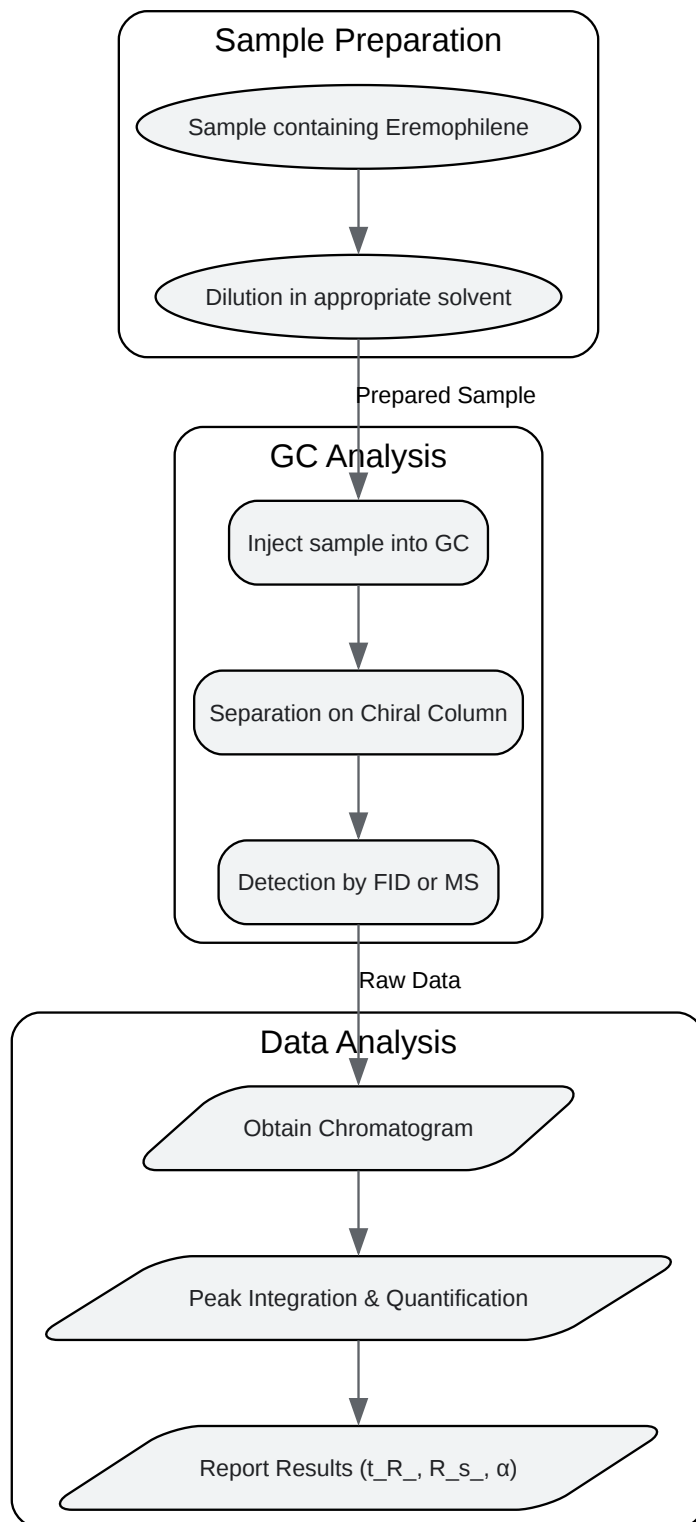 Sample Preparation
Sample containing Eremophilene
Dilution in appropriate solvent
Prepared Sample
GC Analysis
Inject sample into GC
Separation on Chiral Column
Detection by FID or MS
Raw Data
Data Analysis
Obtain Chromatogram
Peak Integration & Quantification
Report Results (t_R_, R_s_, α)